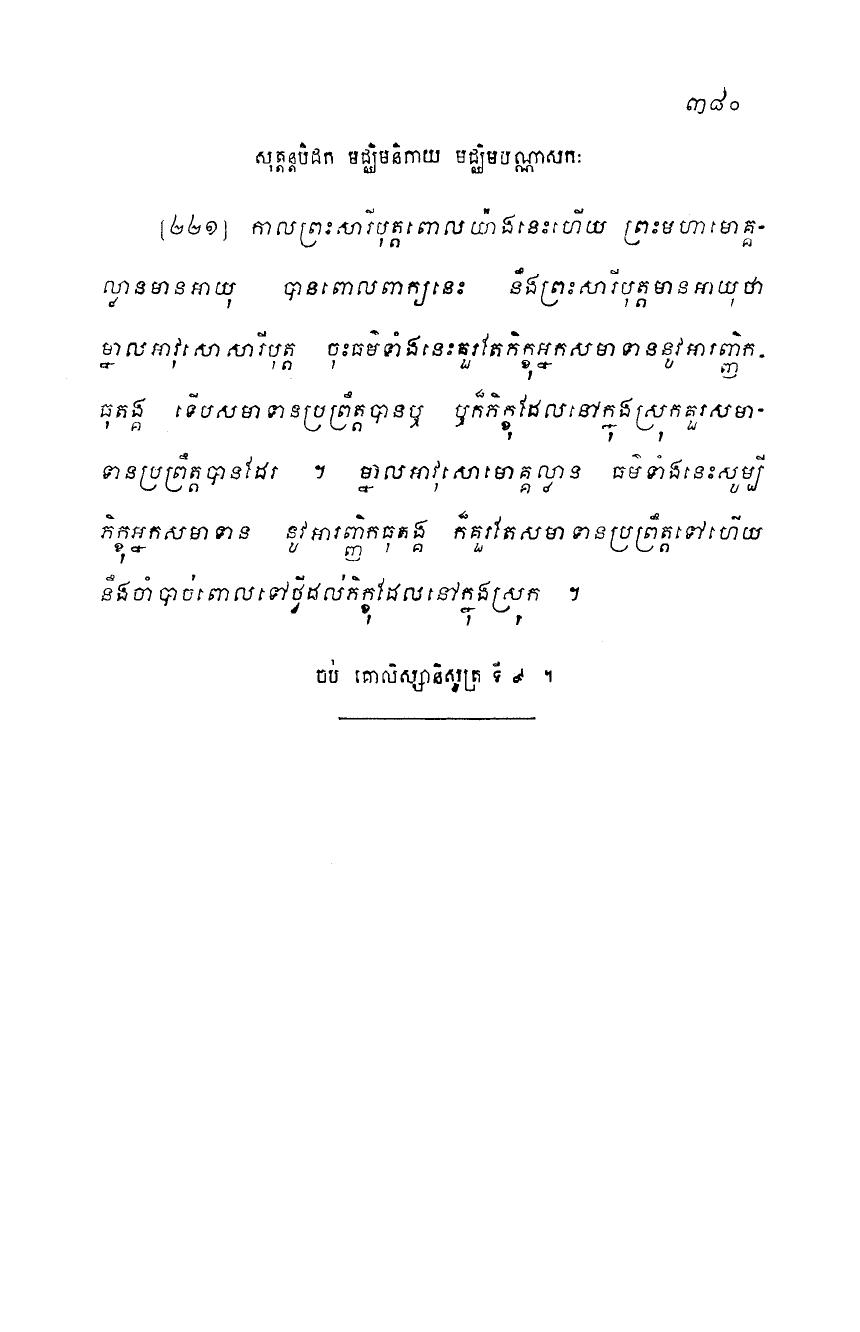 ៣៨០
សុត្តន្តបិដក មជ្ឈិមនិកាយ មជ្ឈិមបណ្ណាសកៈ
[២២១] កាលព្រះសារីបុត្តពោលយ៉ាងនេះហើយ ព្រះមហាមោគ្គ-
ល្លានមានអាយុ បានពោលពាក្យនេះ នឹងព្រះសារីបុត្តមានអាយុថា
ម្នាលអាវុសោសារីបុត្ត ចុះធម៌ទាំងនេះគួរតែភិក្ខុអ្នកសមាទាននូវអារញ្ញិក-
ធុតង្គ ទើបសមាទានប្រព្រឹត្តបានឬ ឬក៏ភិក្ខុដែលនៅក្នុងស្រុកគួរសមា-
ទានប្រព្រឹត្តបានដែរ ។ ម្នាលអាវុសោមោគ្គល្លាន ធម៌ទាំងនេះសូម្បី
ភិក្ខុអ្នកសមាទាន នូវអារញ្ញិកធុតង្គ ក៏គួរតែសមាទានប្រព្រឹត្តទៅហើយ
នឹងចាំបាច់ពោលទៅថ្វីដល់ភិក្ខុដែលនៅក្នុងស្រុក ។
ចប់ គោលិស្សានិសូត្រ ទី ៩ ។